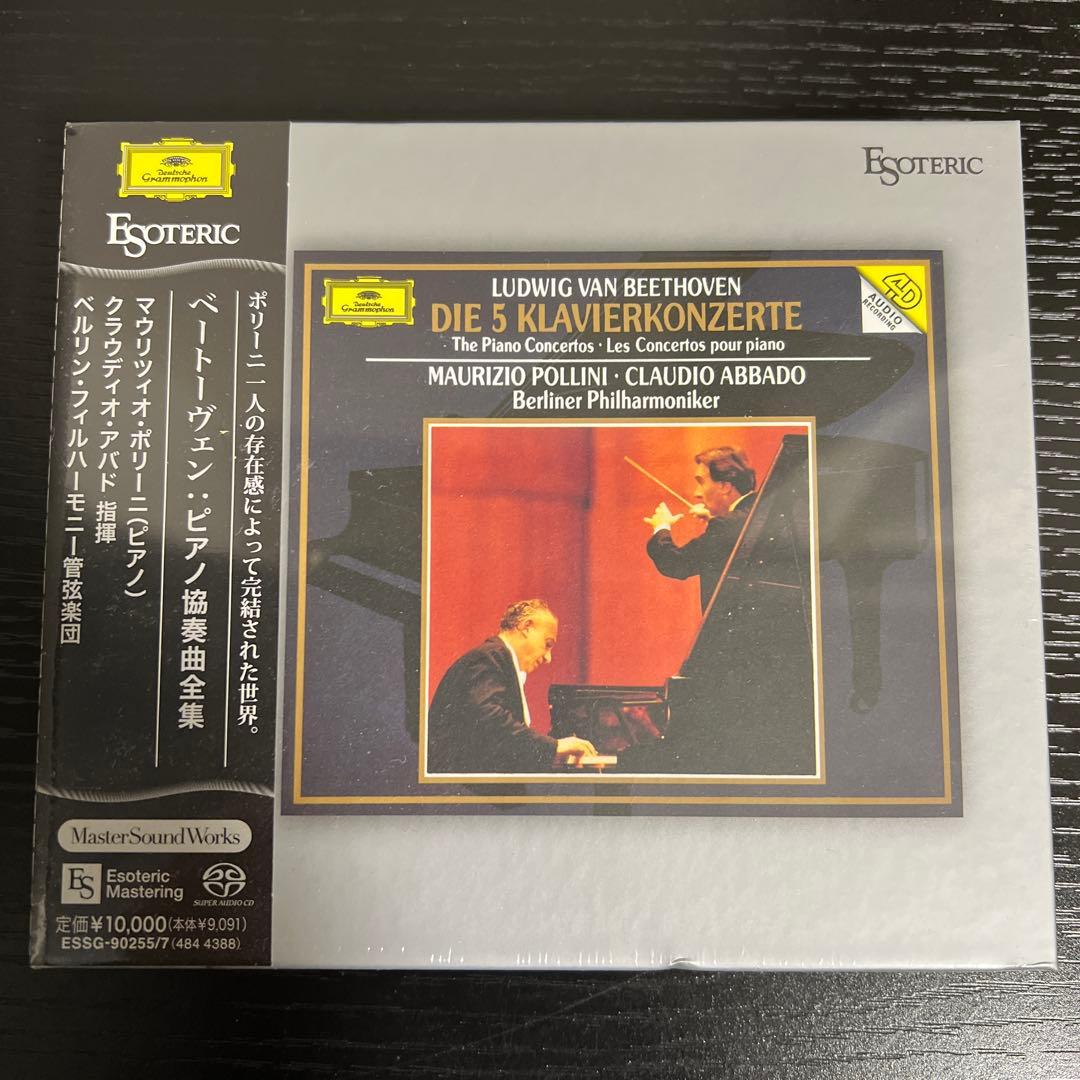 Deutsche
Grammophon
ESOTERIC
ポリーニ一人の存在感によって完結された世界。
ベートーヴェン:ピアノ協奏曲全集
マウリツィオ・ポリーニ(ピアノ)
クラウディオ・アバド 指揮
ベルリン・フィルハーモニー管弦楽団
MasterSoundWorks
ES
Esoteric
Mastering
SUPER AUDIO CD
定価¥10,000(本体¥9,091)
ESSG-90255/7(484 4388)
ESOTERIC
Deutsche
Grammophon
LUDWIG VAN BEETHOVEN
DIE 5 KLAVIERKONZERTE
The Piano Concertos · Les Concertos pour piano
MAURIZIO POLLINI · CLAUDIO ABBADO
Berliner Philharmoniker
4D
AUDIO
RECORDING